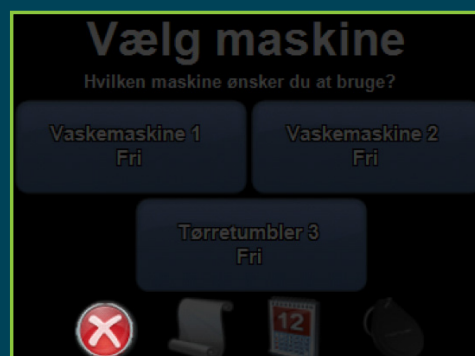 Vælg maskine
Hvilken maskine ønsker du at bruge?
Vaskemaskine 1
Fri
Vaskemaskine 2
Fri
Tørretumbler 3
Fri
12